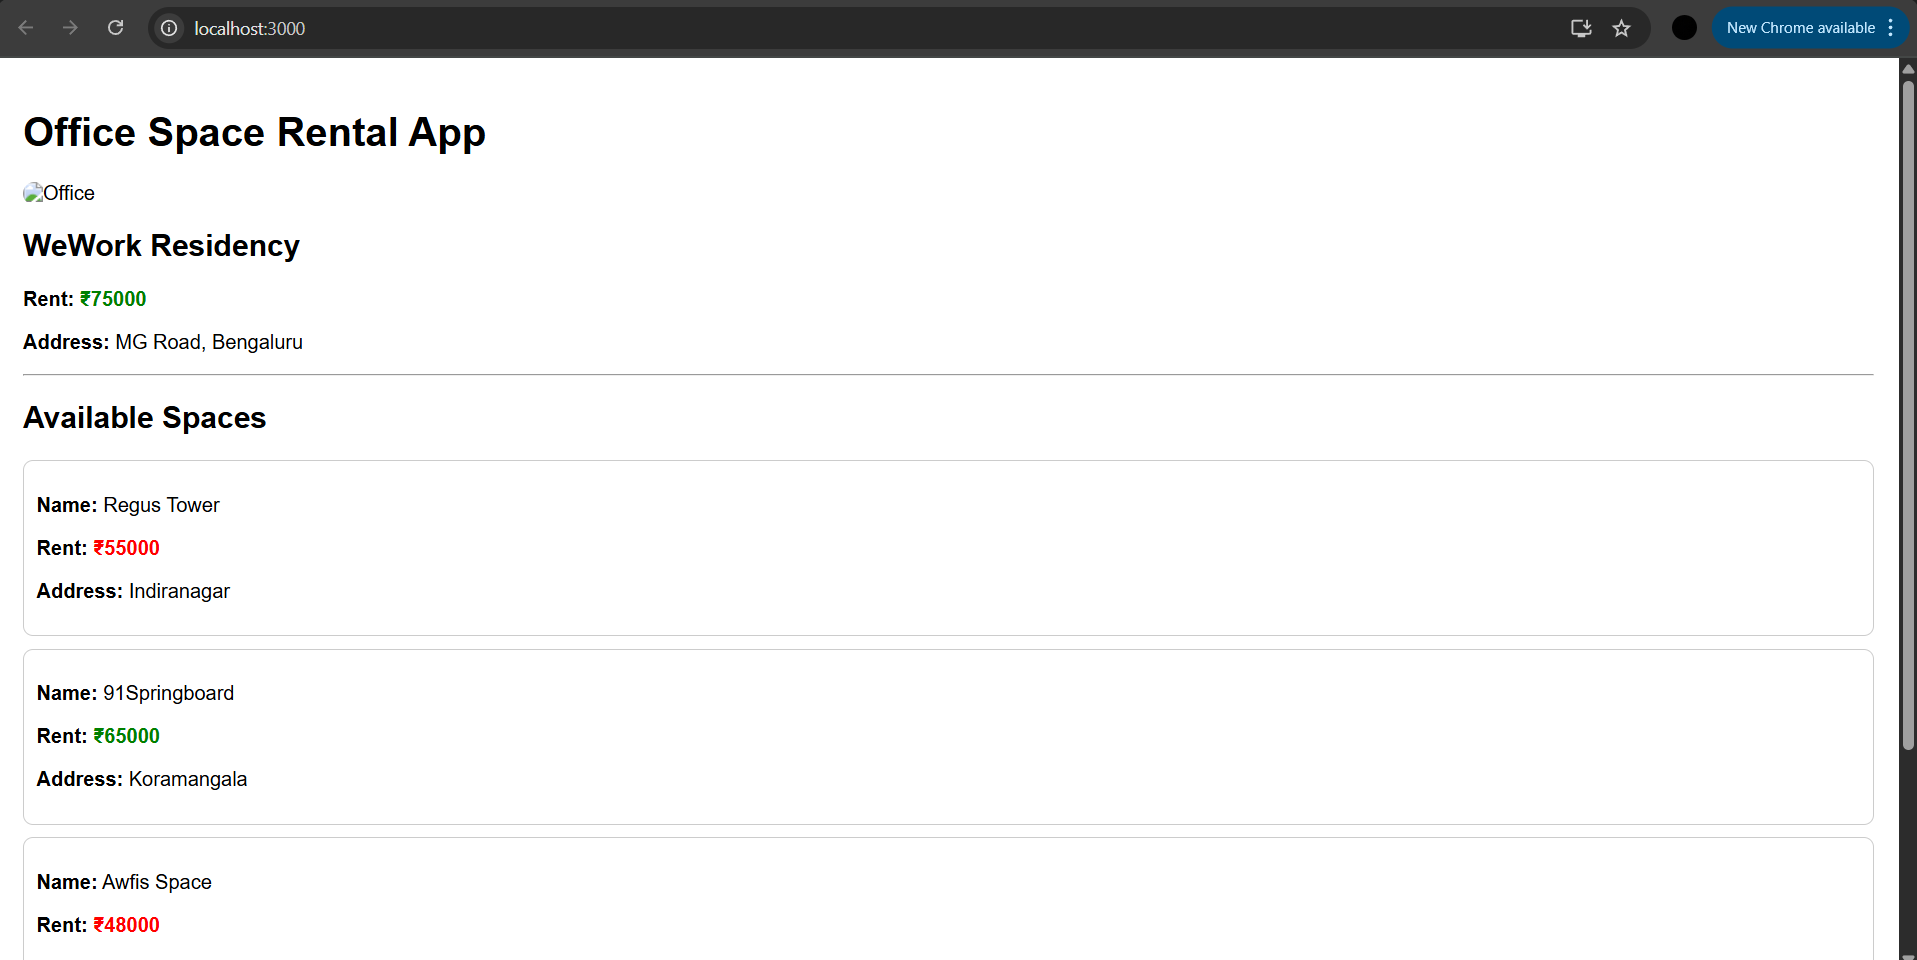 localhost:3000
New Chrome available
Office Space Rental App
Office
WeWork Residency
Rent: ₹75000
Address: MG Road, Bengaluru
Available Spaces
Name: Regus Tower
Rent: ₹55000
Address: Indiranagar
Name: 91Springboard
Rent: ₹65000
Address: Koramangala
Name: Awfis Space
Rent: ₹48000